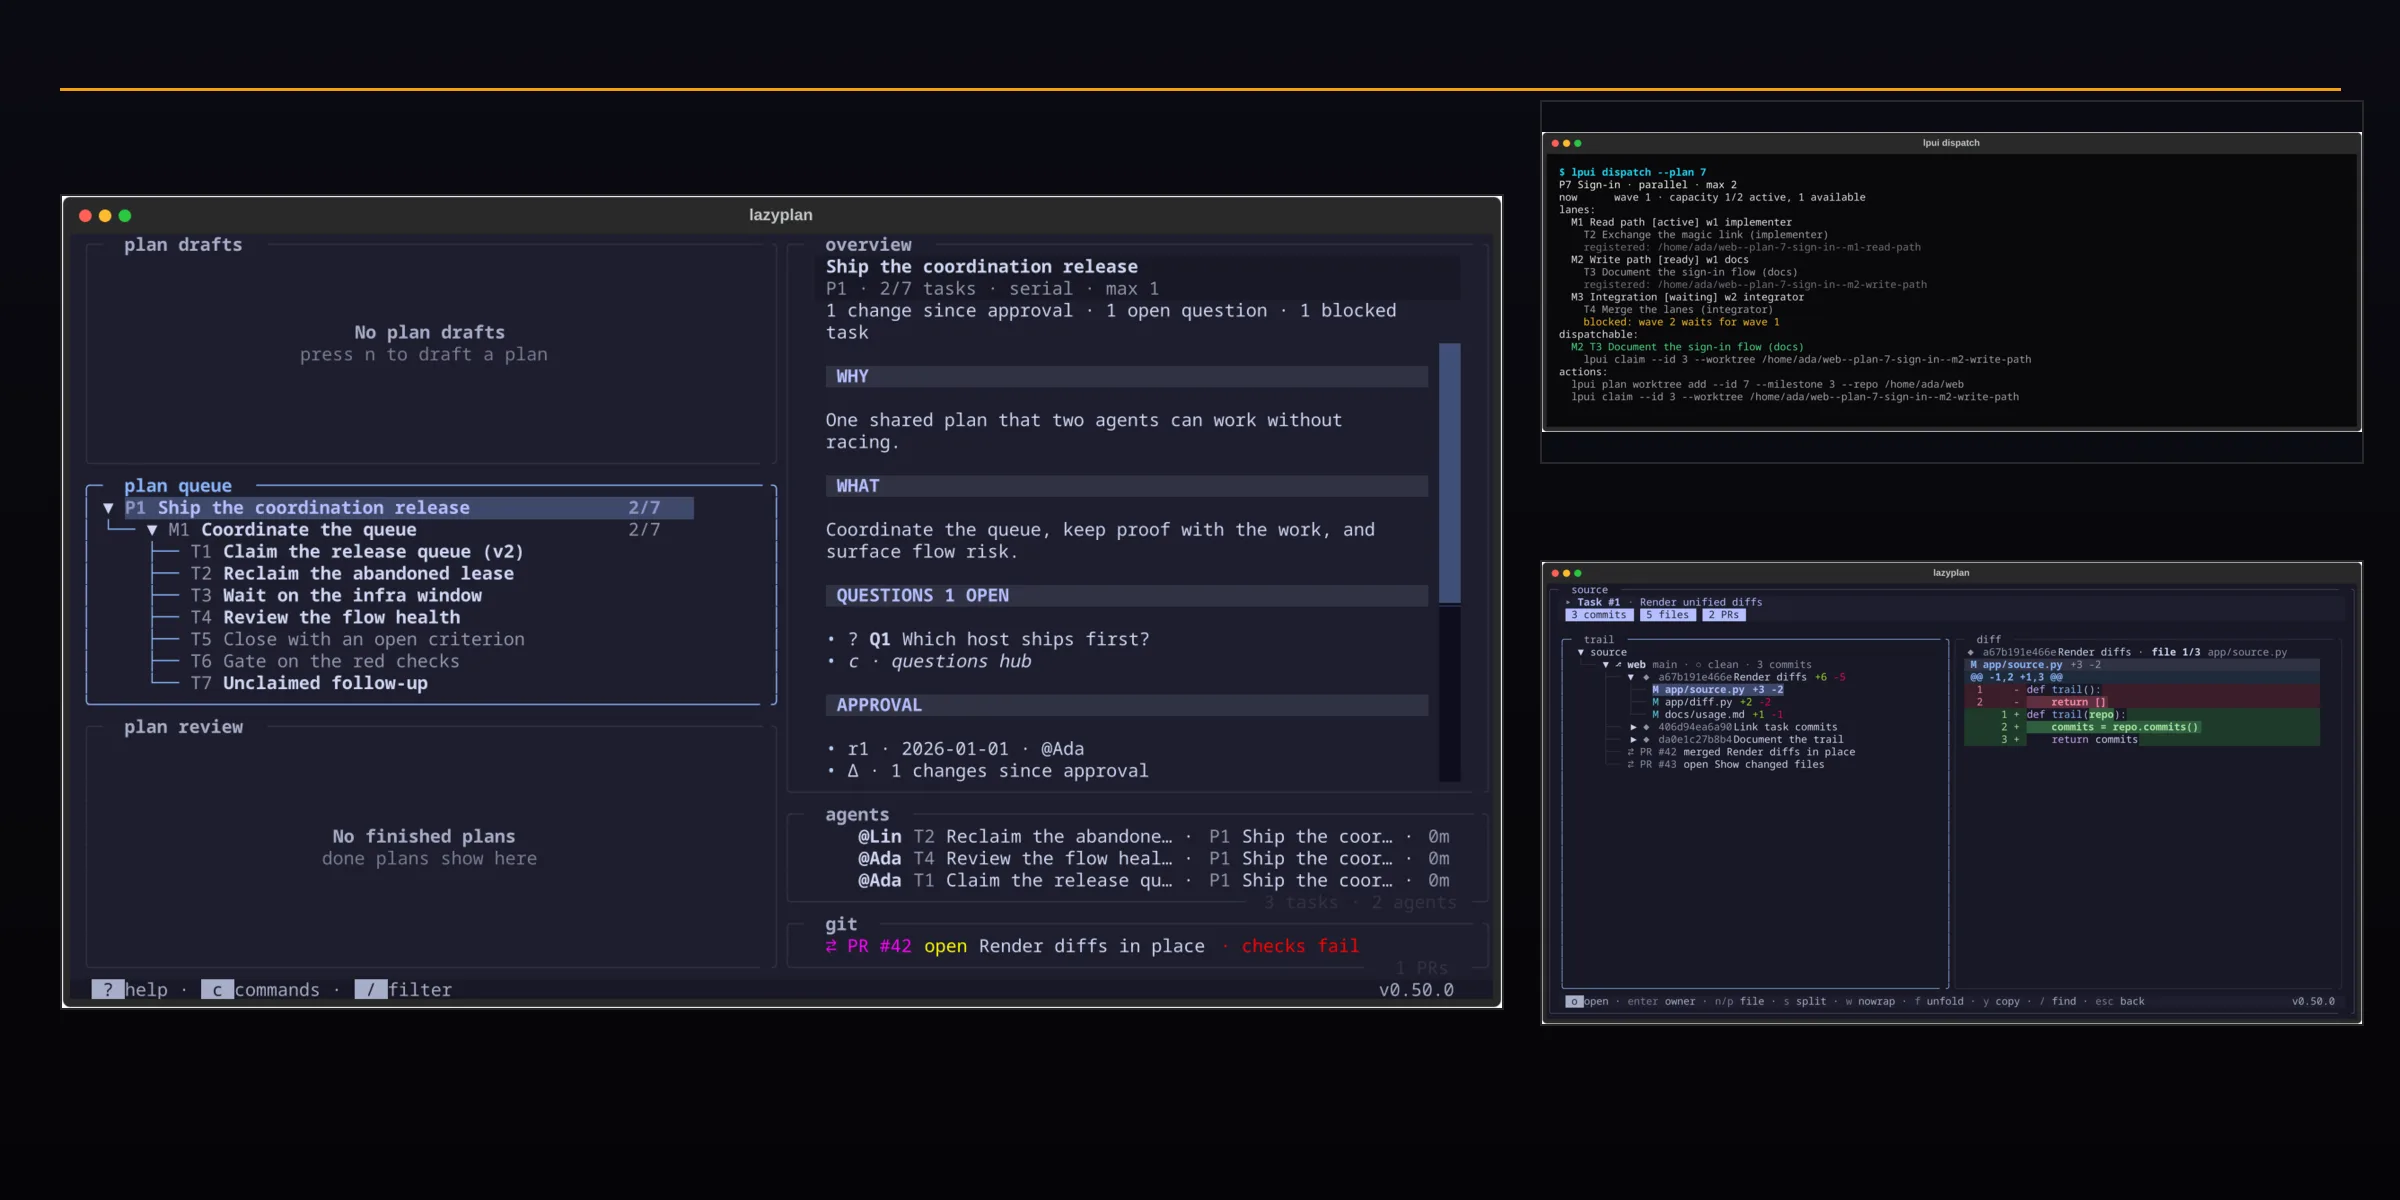 lazyplan
plan drafts
No plan drafts
press n to draft a plan
plan queue
▼ P1 Ship the coordination release 2/7
▼ M1 Coordinate the queue 2/7
T1 Claim the release queue (v2)
T2 Reclaim the abandoned lease
T3 Wait on the infra window
T4 Review the flow health
T5 Close with an open criterion
T6 Gate on the red checks
T7 Unclaimed follow-up
plan review
No finished plans
done plans show here
overview
Ship the coordination release
P1 · 2/7 tasks · serial · max 1
1 change since approval · 1 open question · 1 blocked
task
WHY
One shared plan that two agents can work without
racing.
WHAT
Coordinate the queue, keep proof with the work, and
surface flow risk.
QUESTIONS 1 OPEN
• ? Q1 Which host ships first?
• c · questions hub
APPROVAL
• r1 · 2026-01-01 · @Ada
• Δ · 1 changes since approval
agents
@Lin T2 Reclaim the abandone… · P1 Ship the coor… · 0m
@Ada T4 Review the flow heal… · P1 Ship the coor… · 0m
@Ada T1 Claim the release qu… · P1 Ship the coor… · 0m
3 tasks · 2 agents
git
⇄ PR #42 open Render diffs in place · checks fail
1 PRs
? help · c commands · / filter
v0.50.0
lpui dispatch
$ lpui dispatch --plan 7
P7 Sign-in · parallel · max 2
now wave 1 · capacity 1/2 active, 1 available
lanes:
M1 Read path [active] w1 implementer
T2 Exchange the magic link (implementer)
registered: /home/ada/web--plan-7-sign-in--m1-read-path
M2 Write path [ready] w1 docs
T3 Document the sign-in flow (docs)
registered: /home/ada/web--plan-7-sign-in--m2-write-path
M3 Integration [waiting] w2 integrator
T4 Merge the lanes (integrator)
blocked: wave 2 waits for wave 1
dispatchable:
M2 T3 Document the sign-in flow (docs)
lpui claim --id 3 --worktree /home/ada/web--plan-7-sign-in--m2-write-path
actions:
lpui plan worktree add --id 7 --milestone 3 --repo /home/ada/web
lpui claim --id 3 --worktree /home/ada/web--plan-7-sign-in--m2-write-path
lazyplan
source
▸ Task #1 · Render unified diffs
3 commits 5 files 2 PRs
trail
▼ source
▼ web main · ○ clean · 3 commits
▼ ◆ a67b191e466e Render diffs +6 -5
M app/source.py +3 -2
M app/diff.py +2 -2
M docs/usage.md +1 -1
▶ ◆ 406d94ea6a90 Link task commits
▶ ◆ da0e1c27b8b4 Document the trail
⇄ PR #42 merged Render diffs in place
⇄ PR #43 open Show changed files
diff
◆ a67b191e466e Render diffs · file 1/3 app/source.py
M app/source.py +3 -2
@@ -1,2 +1,3 @@
1 - def trail():
2 - return []
1 + def trail(repo):
2 + commits = repo.commits()
3 + return commits
o open · enter owner · n/p file · s split · w nowrap · f unfold · y copy · / find · esc back
v0.50.0